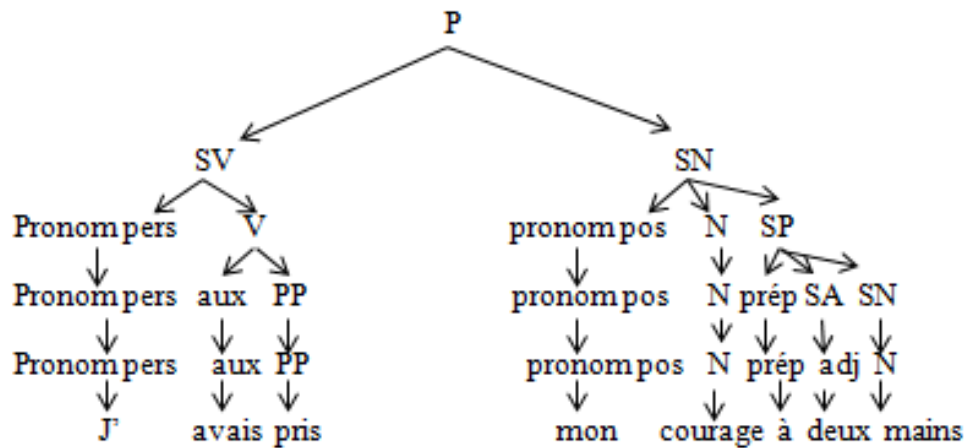 P
SV SN
Pronom pers V pronom pos N SP
Pronom pers aux PP pronom pos N prép SA SN
Pronom pers aux PP pronom pos N prép adj N
J' avais pris mon courage à deux mains